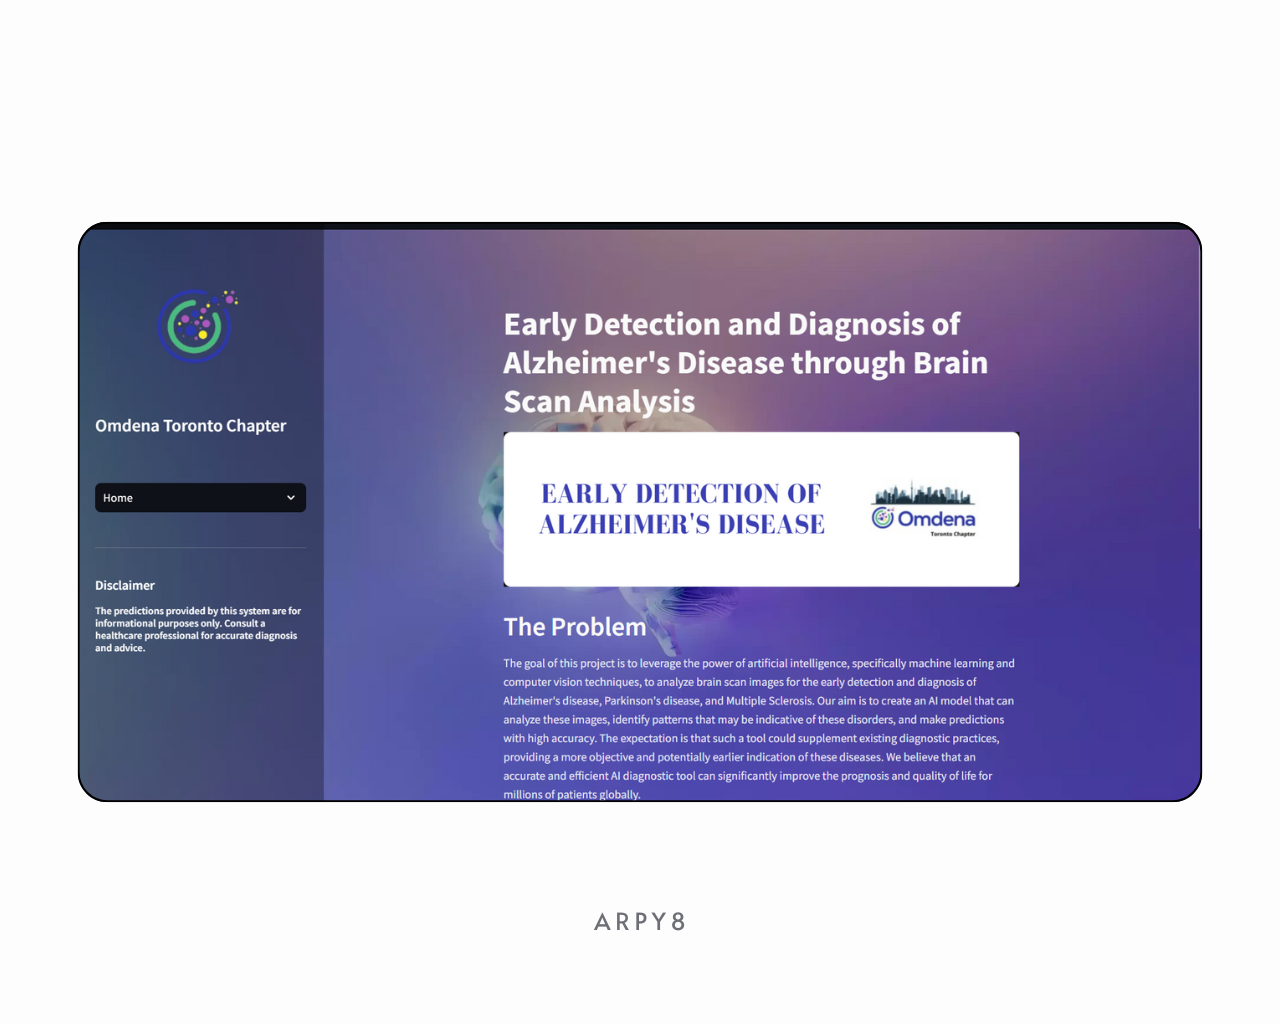 Omdena Toronto Chapter
Home
Disclaimer
The predictions provided by this system are for
informational purposes only. Consult a
healthcare professional for accurate diagnosis
and advice.
Early Detection and Diagnosis of
Alzheimer's Disease through Brain
Scan Analysis
EARLY DETECTION OF
ALZHEIMER'S DISEASE
Omdena
Toronto Chapter
The Problem
The goal of this project is to leverage the power of artificial intelligence, specifically machine learning and
computer vision techniques, to analyze brain scan images for the early detection and diagnosis of
Alzheimer's disease, Parkinson's disease, and Multiple Sclerosis. Our aim is to create an AI model that can
analyze these images, identify patterns that may be indicative of these disorders, and make predictions
with high accuracy. The expectation is that such a tool could supplement existing diagnostic practices,
providing a more objective and potentially earlier indication of these diseases. We believe that an
accurate and efficient AI diagnostic tool can significantly improve the prognosis and quality of life for
millions of patients globally.
ARPY8